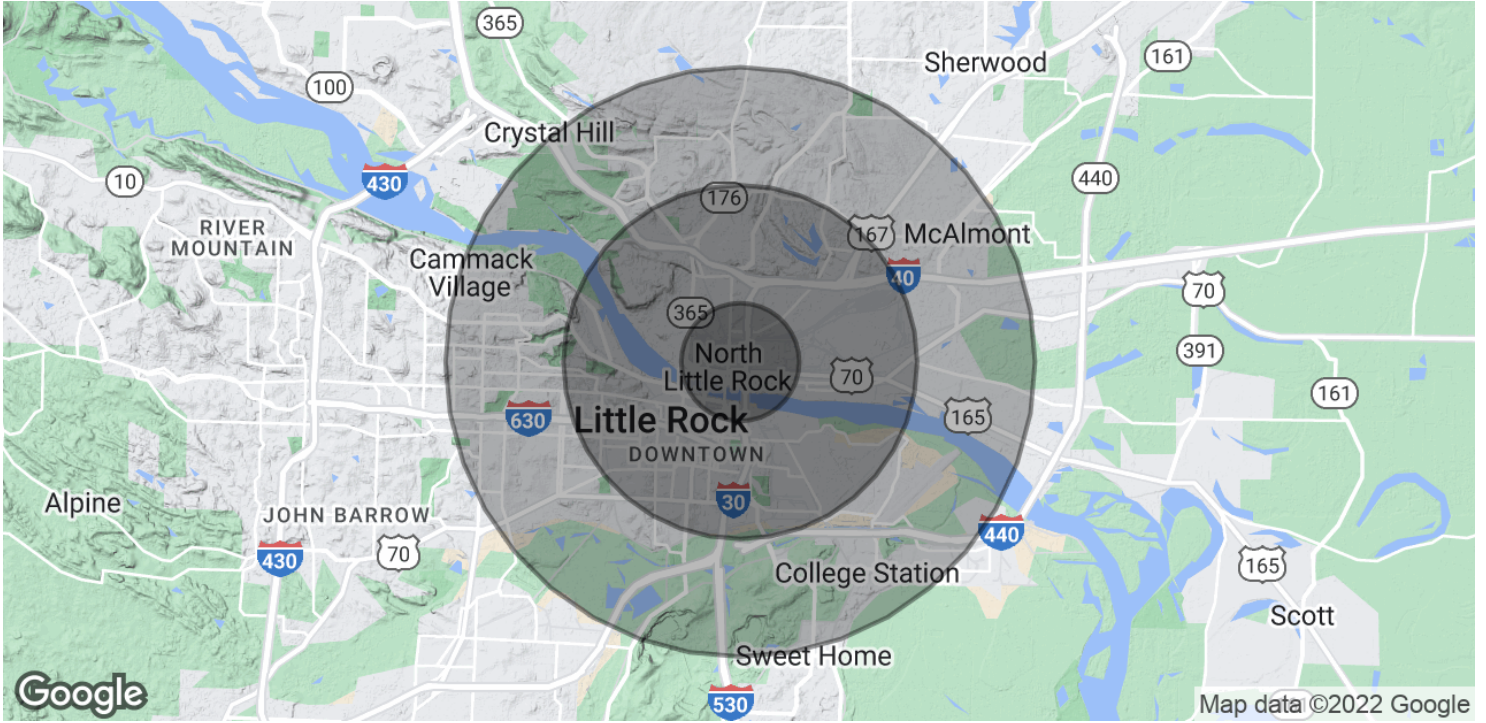 365
Sherwood
161
100
Crystal Hill
430
10
440
176
RIVER
MOUNTAIN
167
McAlmont
Cammack
Village
40
70
365
391
North
Little Rock
70
161
630
Little Rock
165
DOWNTOWN
30
Alpine
JOHN BARROW
440
430
70
College Station
165
Scott
Sweet Home
Google
530
Map data ©2022 Google